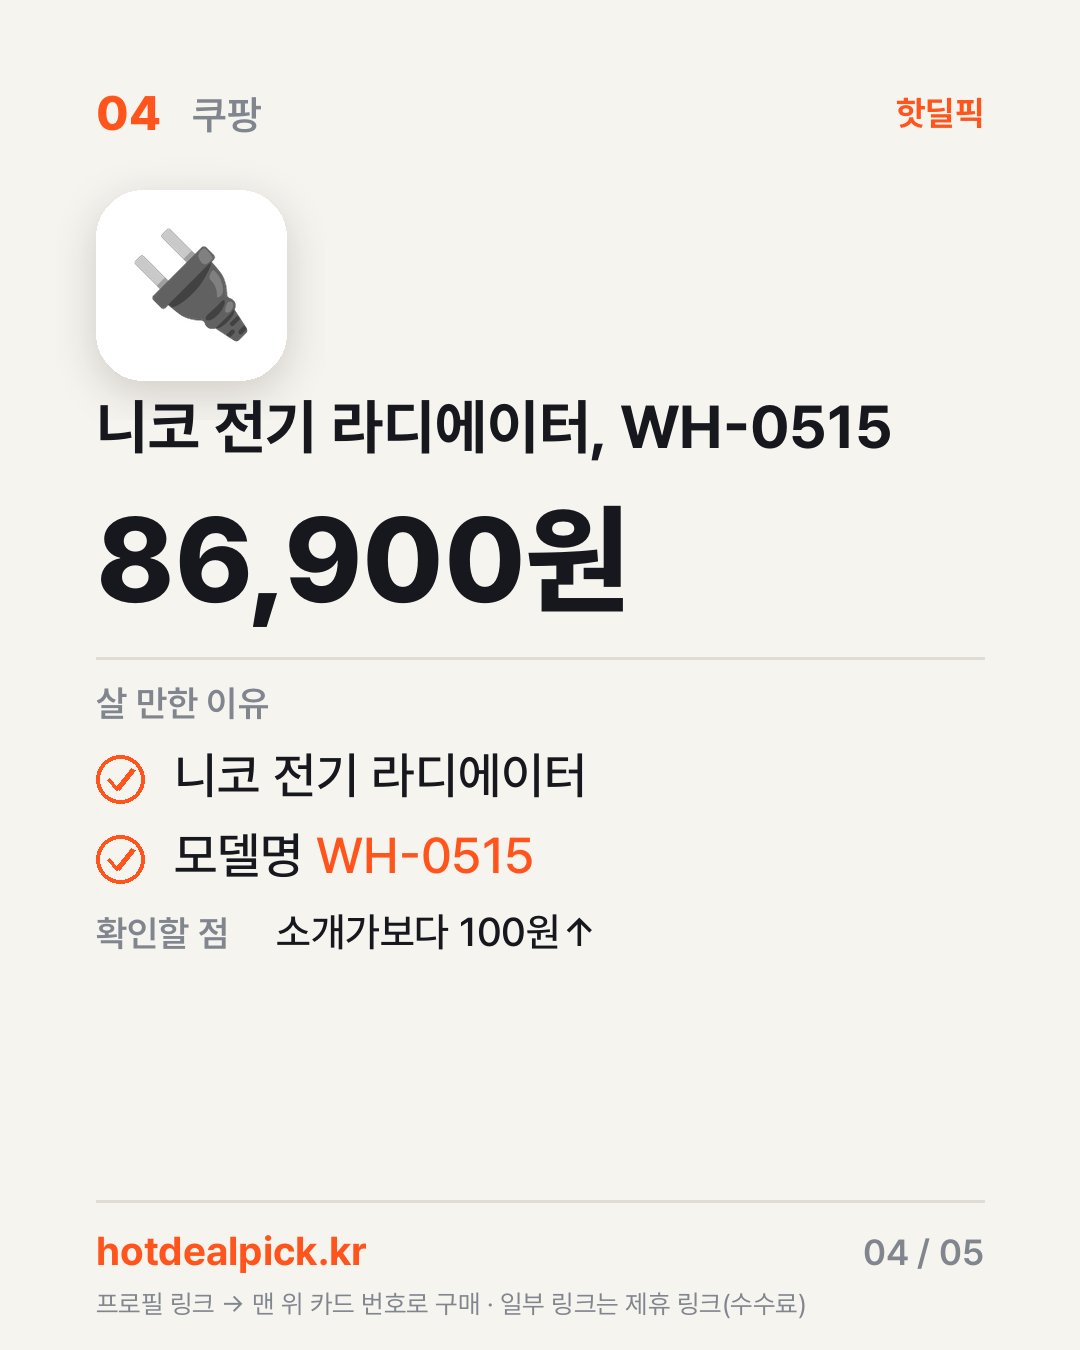 04 쿠팡
핫딜픽
니코 전기 라디에이터, WH-0515
86,900원
살 만한 이유
니코 전기 라디에이터
모델명 WH-0515
확인할 점 소개가보다 100원↑
hotdealpick.kr
04 / 05
프로필 링크 → 맨 위 카드 번호로 구매 · 일부 링크는 제휴 링크(수수료)